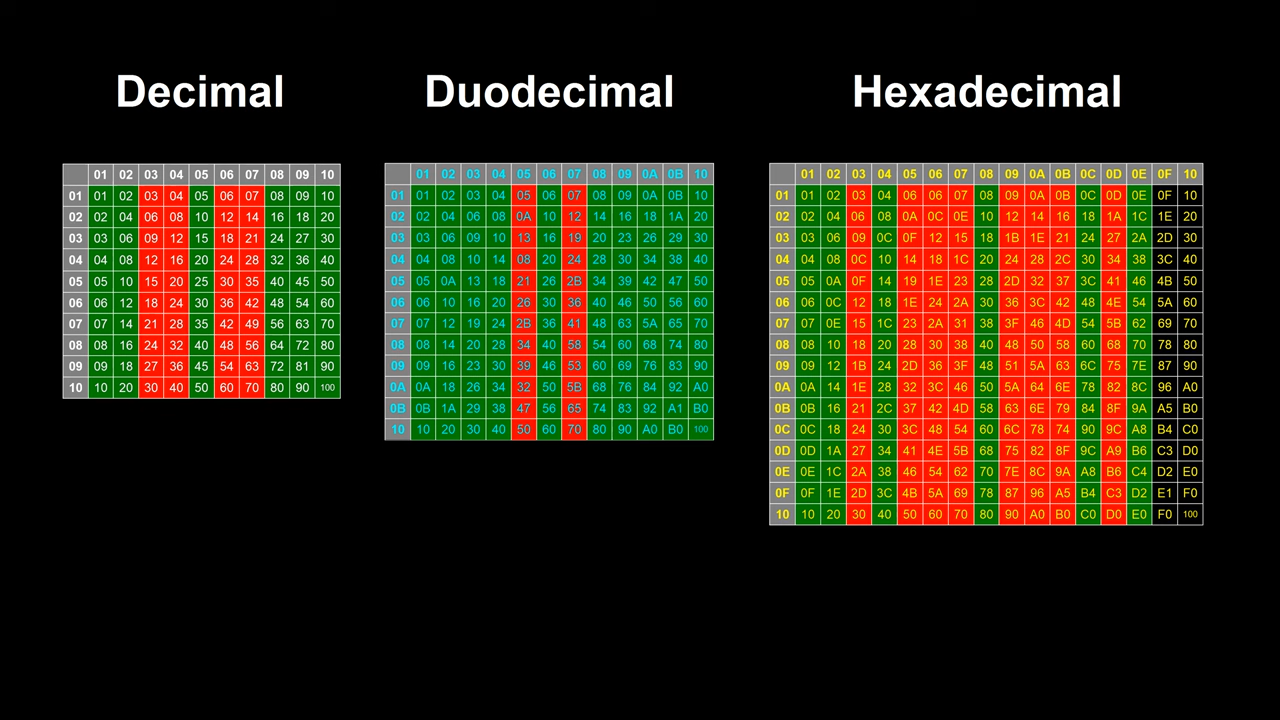 Decimal
01 02 03 04 05 06 07 08 09 10
01 01 02 03 04 05 06 07 08 09 10
02 02 04 06 08 10 12 14 16 18 20
03 03 06 09 12 15 18 21 24 27 30
04 04 08 12 16 20 24 28 32 36 40
05 05 10 15 20 25 30 35 40 45 50
06 06 12 18 24 30 36 42 48 54 60
07 07 14 21 28 35 42 49 56 63 70
08 08 16 24 32 40 48 56 64 72 80
09 09 18 27 36 45 54 63 72 81 90
10 10 20 30 40 50 60 70 80 90 100
Duodecimal
01 02 03 04 05 06 07 08 09 0A 0B 10
01 01 02 03 04 05 06 07 08 09 0A 0B 10
02 02 04 06 08 0A 10 12 14 16 18 1A 20
03 03 06 09 10 13 16 19 20 23 26 29 30
04 04 08 10 14 08 20 24 28 30 34 38 40
05 05 0A 13 18 21 26 2B 34 39 42 47 50
06 06 10 16 20 26 30 36 40 46 50 56 60
07 07 12 19 24 2B 36 41 48 63 5A 65 70
08 08 14 20 28 34 40 58 54 60 68 74 80
09 09 16 23 30 39 46 53 60 69 76 83 90
0A 0A 18 26 34 32 50 5B 68 76 84 92 A0
0B 0B 1A 29 38 47 56 65 74 83 92 A1 B0
10 10 20 30 40 50 60 70 80 90 A0 B0 100
Hexadecimal
01 02 03 04 05 06 07 08 09 0A 0B 0C 0D 0E 0F 10
01 01 02 03 04 06 06 07 08 09 0A 0B 0C 0D 0E 0F 10
02 02 04 06 08 0A 0C 0E 10 12 14 16 18 1A 1C 1E 20
03 03 06 09 0C 0F 12 15 18 1B 1E 21 24 27 2A 2D 30
04 04 08 0C 10 14 18 1C 20 24 28 2C 30 34 38 3C 40
05 05 0A 0F 14 19 1E 23 28 2D 32 37 3C 41 46 4B 50
06 06 0C 12 18 1E 24 2A 30 36 3C 42 48 4E 54 5A 60
07 07 0E 15 1C 23 2A 31 38 3F 46 4D 54 5B 62 69 70
08 08 10 18 20 28 30 38 40 48 50 58 60 68 70 78 80
09 09 12 1B 24 2D 36 3F 48 51 5A 63 6C 75 7E 87 90
0A 0A 14 1E 28 32 3C 46 50 5A 64 6E 78 82 8C 96 A0
0B 0B 16 21 2C 37 42 4D 58 63 6E 79 84 8F 9A A5 B0
0C 0C 18 24 30 3C 48 54 60 6C 78 74 90 9C A8 B4 C0
0D 0D 1A 27 34 41 4E 5B 68 75 82 8F 9C A9 B6 C3 D0
0E 0E 1C 2A 38 46 54 62 70 7E 8C 9A A8 B6 C4 D2 E0
0F 0F 1E 2D 3C 4B 5A 69 78 87 96 A5 B4 C3 D2 E1 F0
10 10 20 30 40 50 60 70 80 90 A0 B0 C0 D0 E0 F0 100